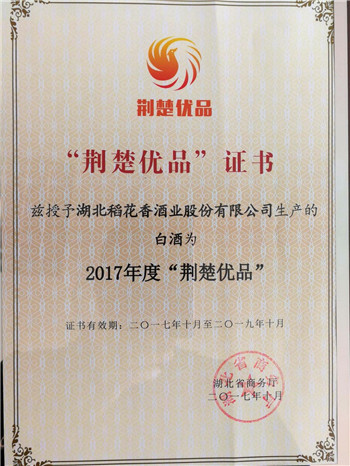 荆楚优品
“荆楚优品”证书
兹授予湖北稻花香酒业股份有限公司生产的
白酒为
2017年度“荆楚优品”
证书有效期：二〇一七年十月至二〇一九年十月
湖北省商务厅
二〇一七年十月